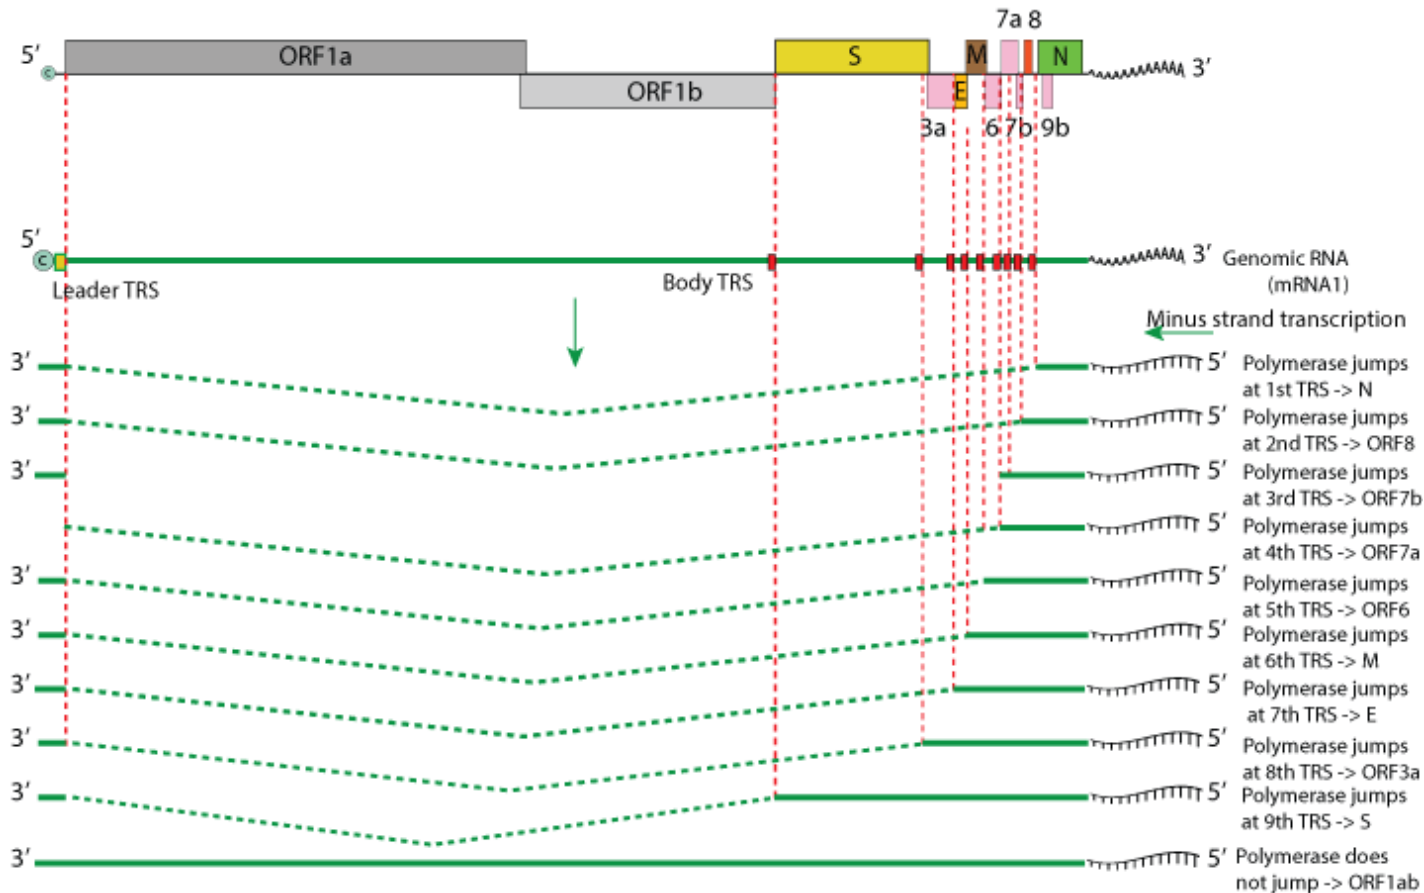 7a 8
5′ ORF1a S M N 3′
c
ORF1b E
3a 6 7b 9b
5′
C 3′ Genomic RNA
(mRNA1)
Leader TRS Body TRS
Minus strand transcription
3′ 5′ Polymerase jumps
at 1st TRS -> N
3′ 5′ Polymerase jumps
at 2nd TRS -> ORF8
3′ 5′ Polymerase jumps
at 3rd TRS -> ORF7b
5′ Polymerase jumps
at 4th TRS -> ORF7a
3′ 5′ Polymerase jumps
at 5th TRS -> ORF6
3′ 5′ Polymerase jumps
at 6th TRS -> M
3′ 5′ Polymerase jumps
at 7th TRS -> E
3′ 5′ Polymerase jumps
at 8th TRS -> ORF3a
3′ 5′ Polymerase jumps
at 9th TRS -> S
3′ 5′ Polymerase does
not jump -> ORF1ab